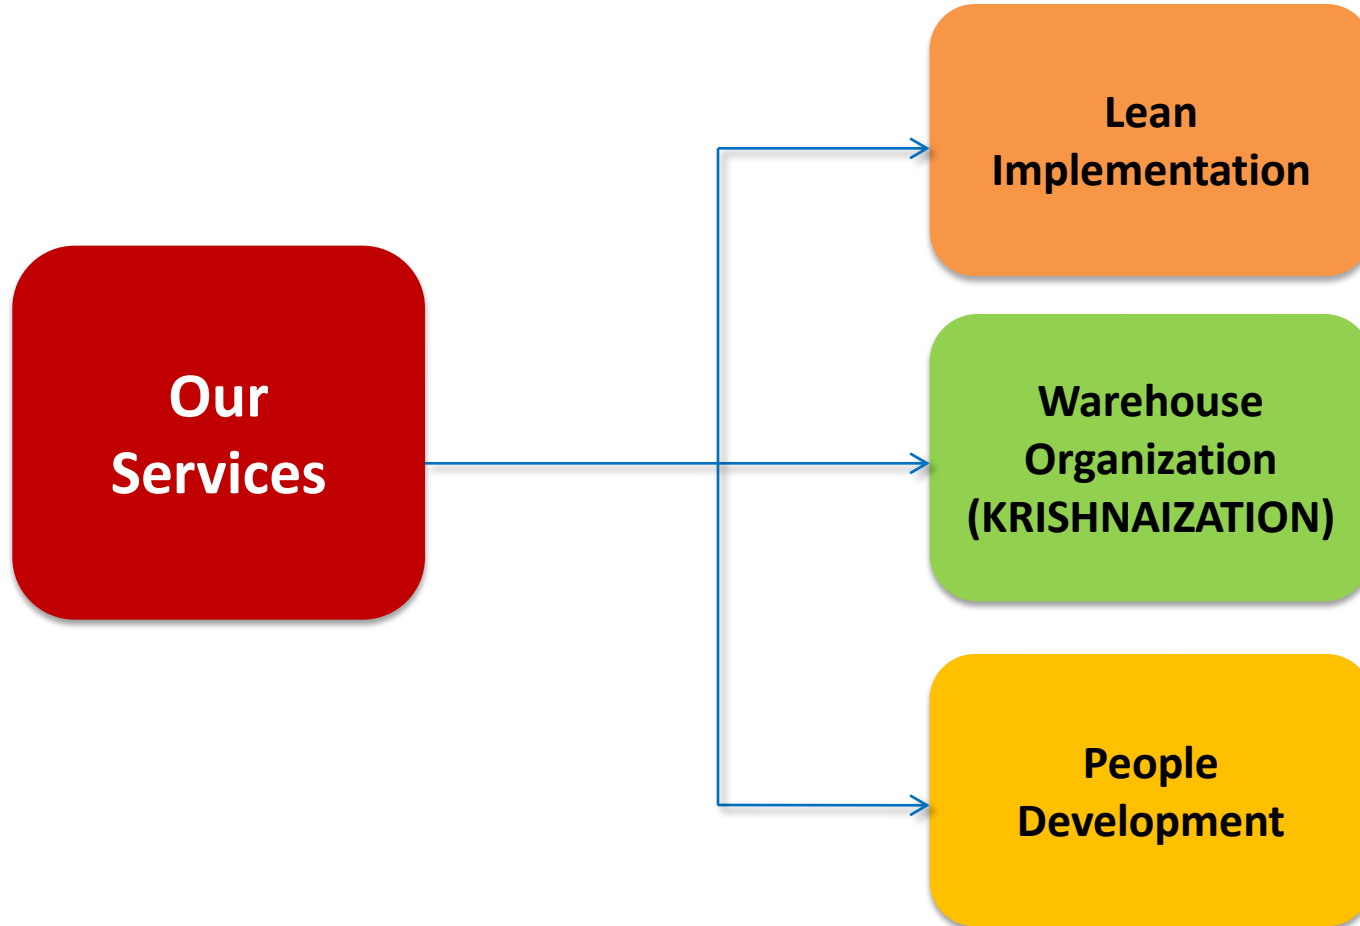 Our
Services
Lean
Implementation
Warehouse
Organization
(KRISHNAIZATION)
People
Development